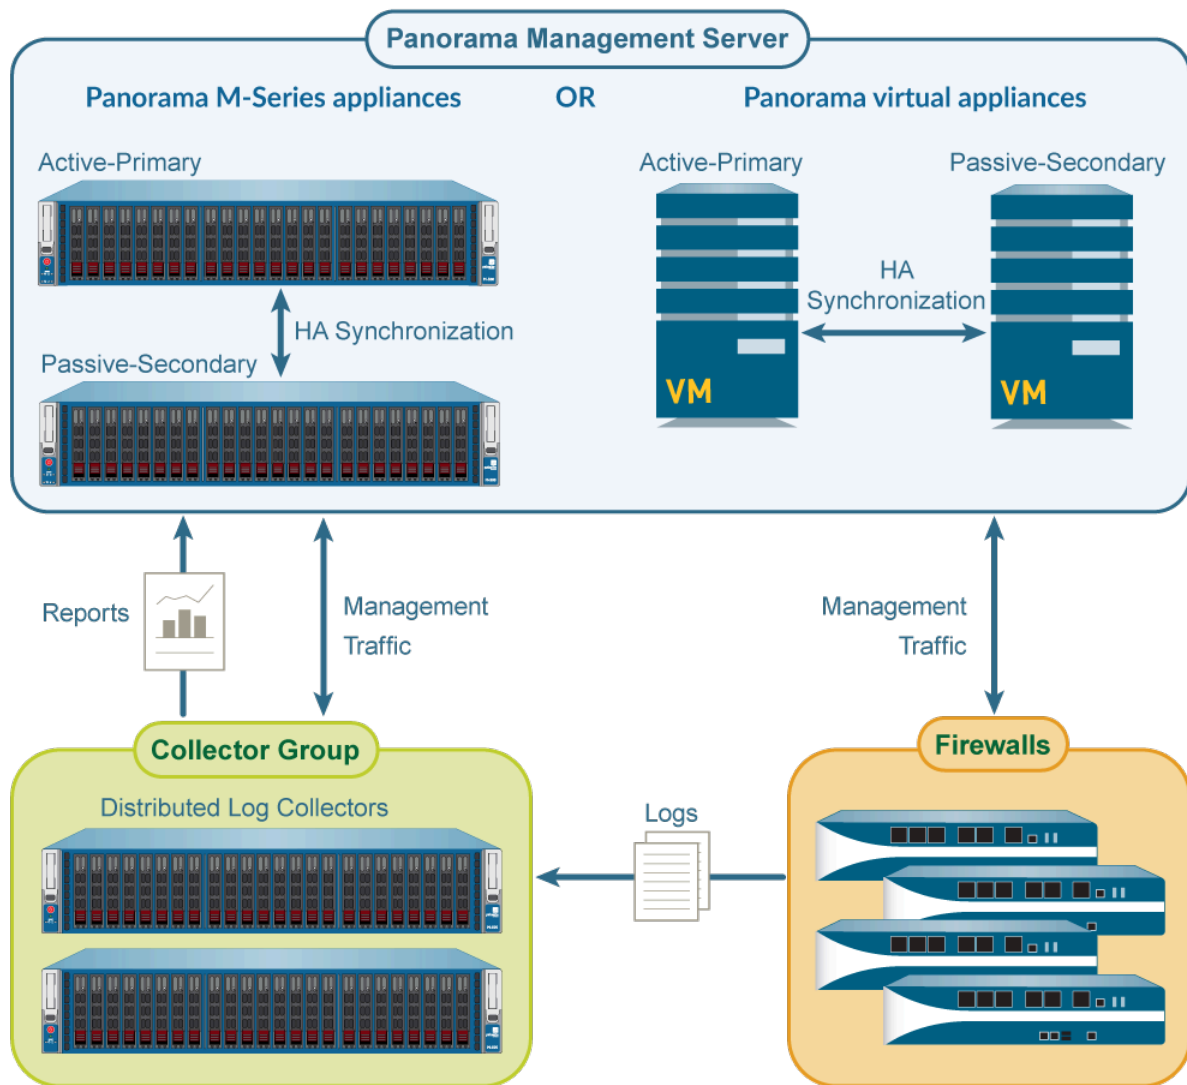 Panorama Management Server
Panorama M-Series appliances
OR
Panorama virtual appliances
Active-Primary
HA Synchronization
Passive-Secondary
Active-Primary
Passive-Secondary
HA
Synchronization
VM
VM
Reports
Management
Traffic
Management
Traffic
Collector Group
Distributed Log Collectors
Logs
Firewalls